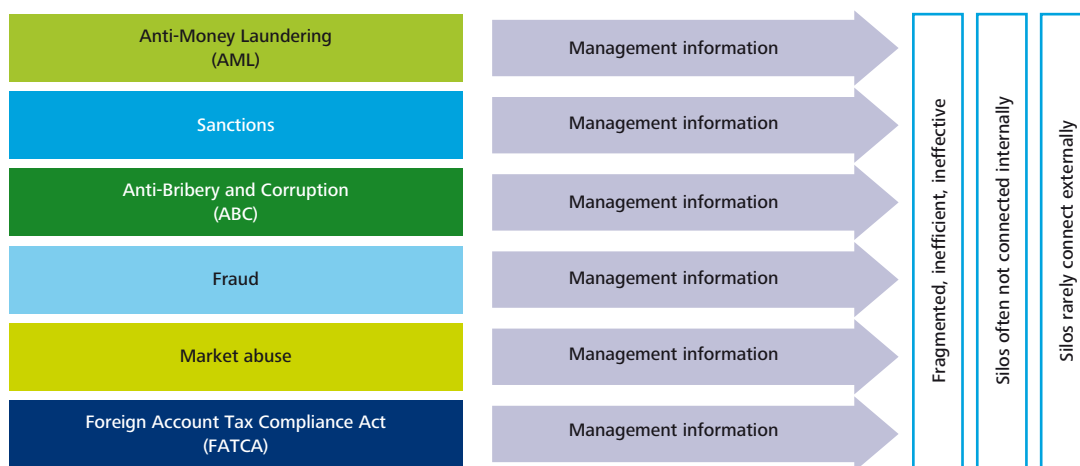 Anti-Money Laundering
(AML)
Management information
Sanctions
Management information
Anti-Bribery and Corruption
(ABC)
Management information
Fraud
Management information
Market abuse
Management information
Foreign Account Tax Compliance Act
(FATCA)
Management information
Fragmented, inefficient, ineffective
Silos often not connected internally
Silos rarely connect externally